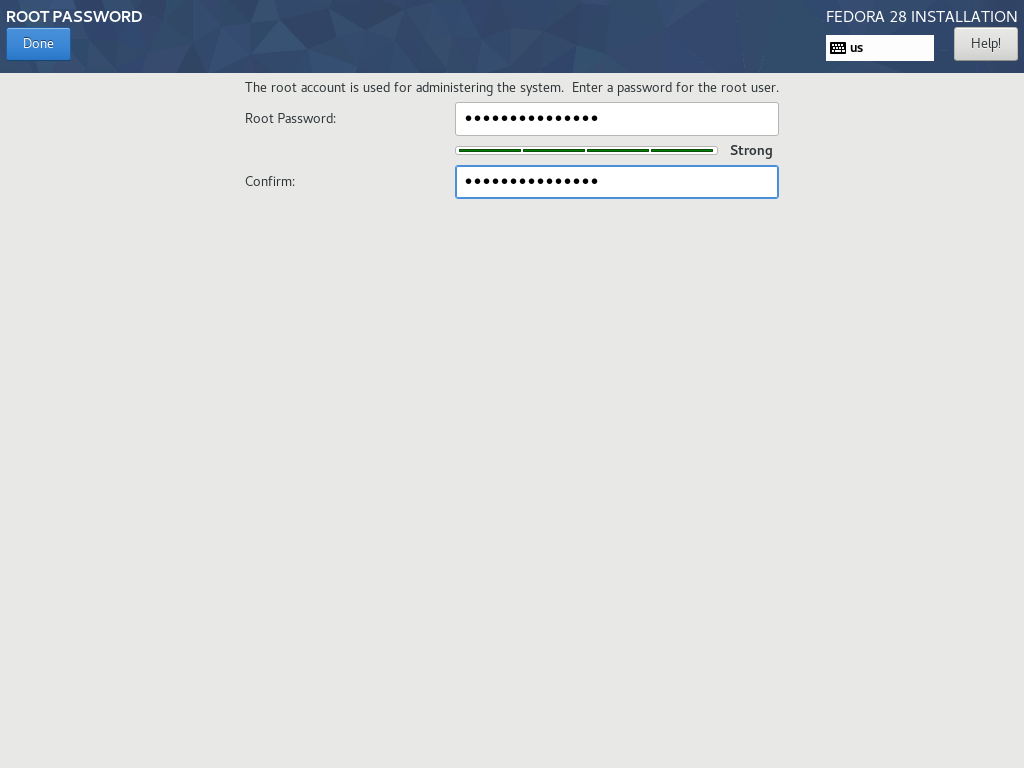 ROOT PASSWORD
FEDORA 28 INSTALLATION
Done
us
Help!
The root account is used for administering the system.  Enter a password for the root user.
Root Password:
●●●●●●●●●●●●●●●
Strong
Confirm:
●●●●●●●●●●●●●●●